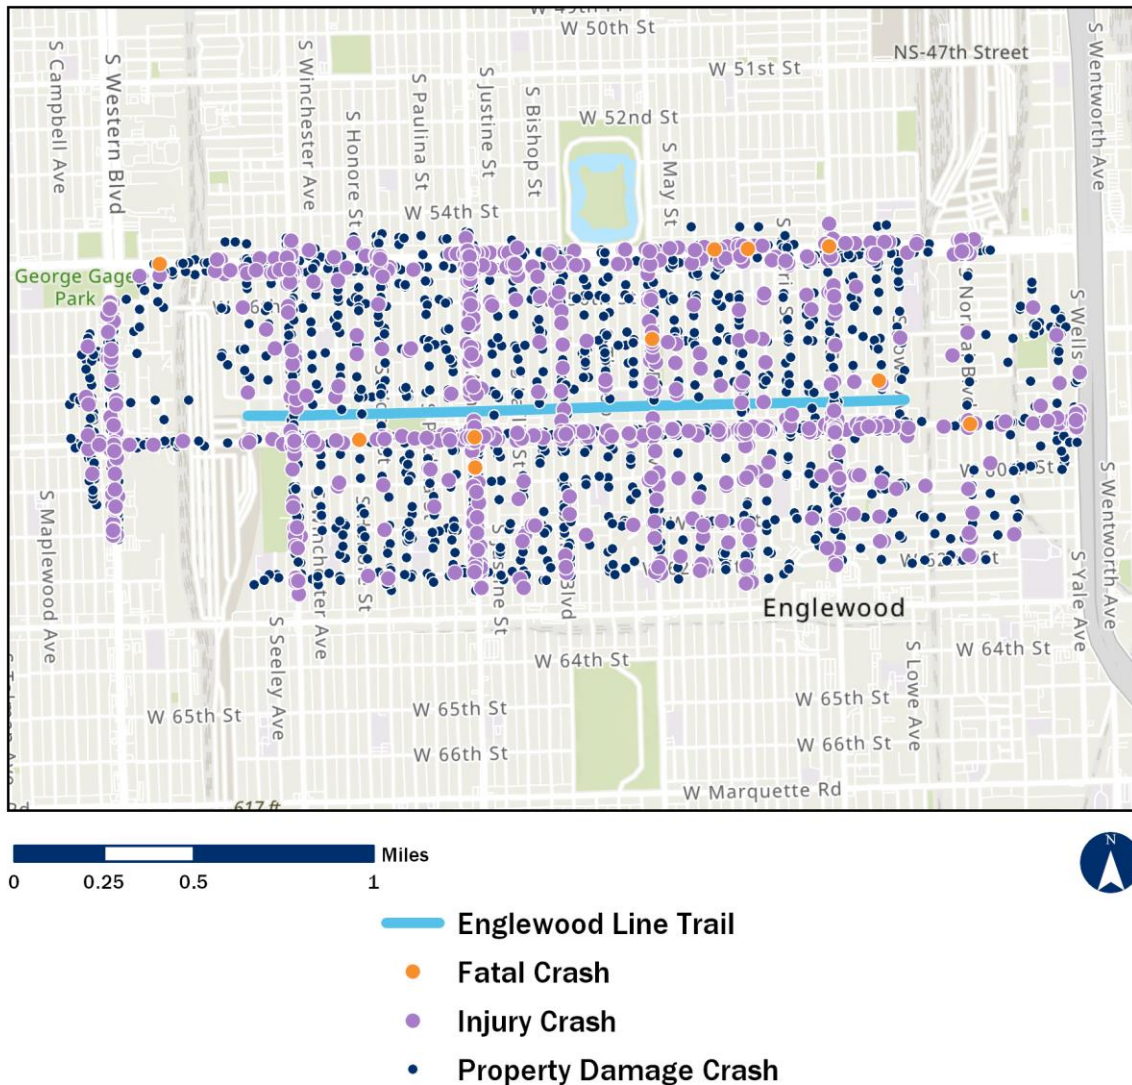 W 50th St
W 51st St
NS-47th Street
S Campbell Ave
S Western Blvd
S Winchester Ave
S Honore St
S Paulina St
S Justine St
S Bishop St
W 52nd St
S May St
S Wentworth Ave
W 54th St
George Gage
Park
S Wells
S Maplewood Ave
S Seeley Ave
Winchester Ave
Blvd
Englewood
S Wentworth Ave
S Yale Ave
W 64th St
W 64th St
S Lowe Ave
W 65th St
W 65th St
W 65th St
W 66th St
W 66th St
W Marquette Rd
617 ft
Miles
0 0.25 0.5 1
N
Englewood Line Trail
Fatal Crash
Injury Crash
Property Damage Crash